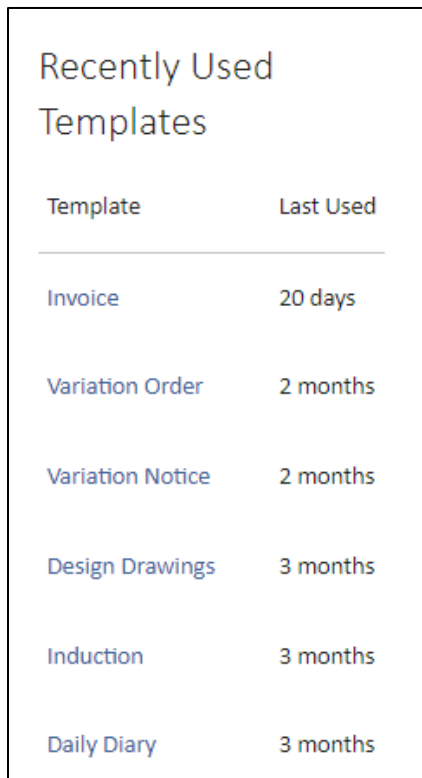 Recently Used
Templates
Template Last Used
Invoice 20 days
Variation Order 2 months
Variation Notice 2 months
Design Drawings 3 months
Induction 3 months
Daily Diary 3 months